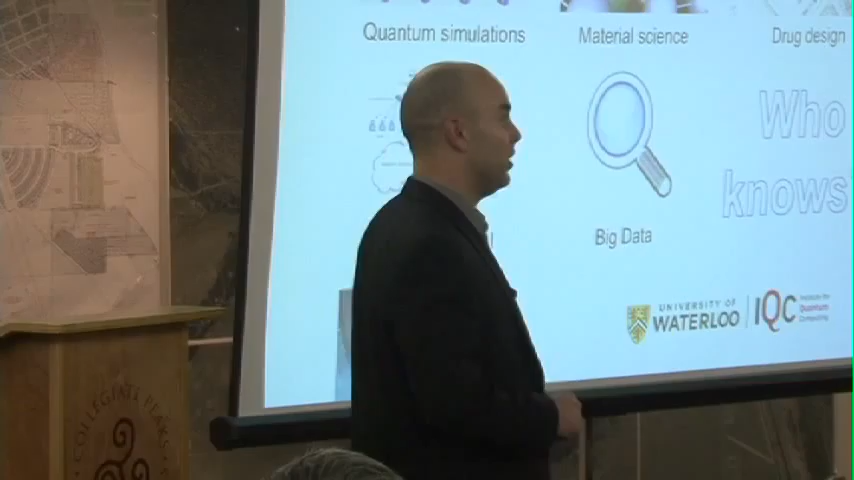 Quantum simulations
Material science
Drug design
Who
knows
Big Data
UNIVERSITY OF
WATERLOO
IQC
Institute for
Quantum
Computing
COLLEGIATE PEAKS